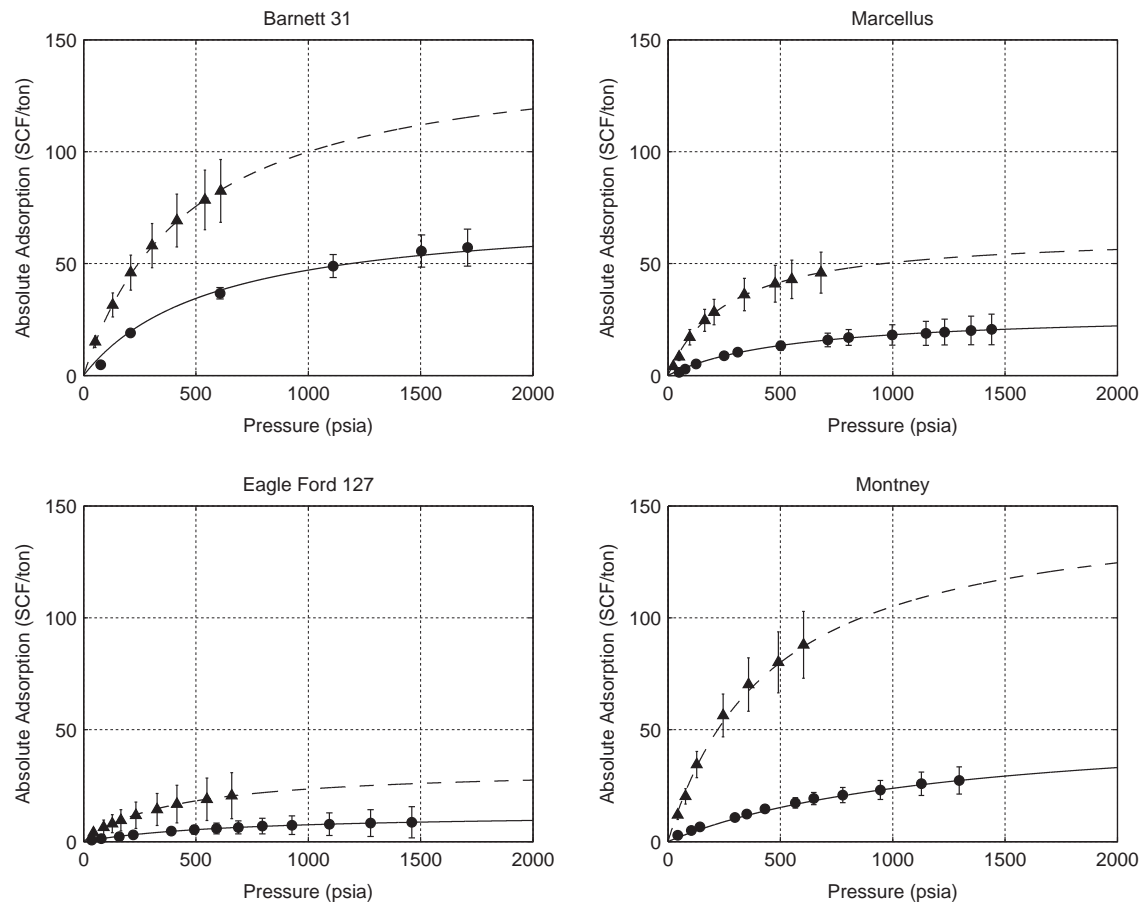 Barnett 31
150
100
50
0
0 500 1000 1500 2000
Absolute Adsorption (SCF/ton)
Pressure (psia)
Marcellus
150
100
50
0
0 500 1000 1500 2000
Absolute Adsorption (SCF/ton)
Pressure (psia)
Eagle Ford 127
150
100
50
0
0 500 1000 1500 2000
Absolute Adsorption (SCF/ton)
Pressure (psia)
Montney
150
100
50
0
0 500 1000 1500 2000
Absolute Adsorption (SCF/ton)
Pressure (psia)